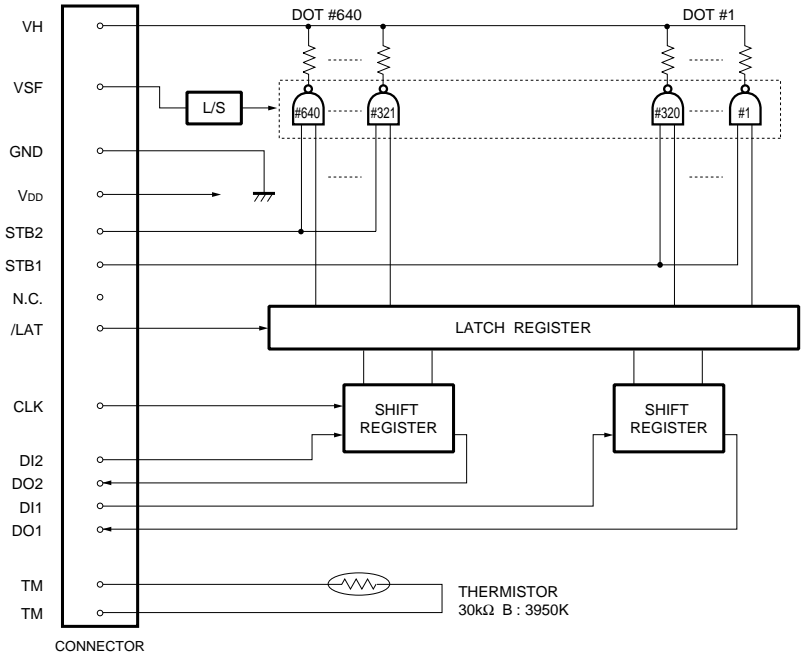 VH
DOT #640
DOT #1
VSF
L/S
#640
#321
#320
#1
GND
VDD
STB2
STB1
N.C.
/LAT
LATCH REGISTER
CLK
SHIFT
REGISTER
SHIFT
REGISTER
DI2
DO2
DI1
DO1
TM
TM
THERMISTOR
30kΩ B : 3950K
CONNECTOR